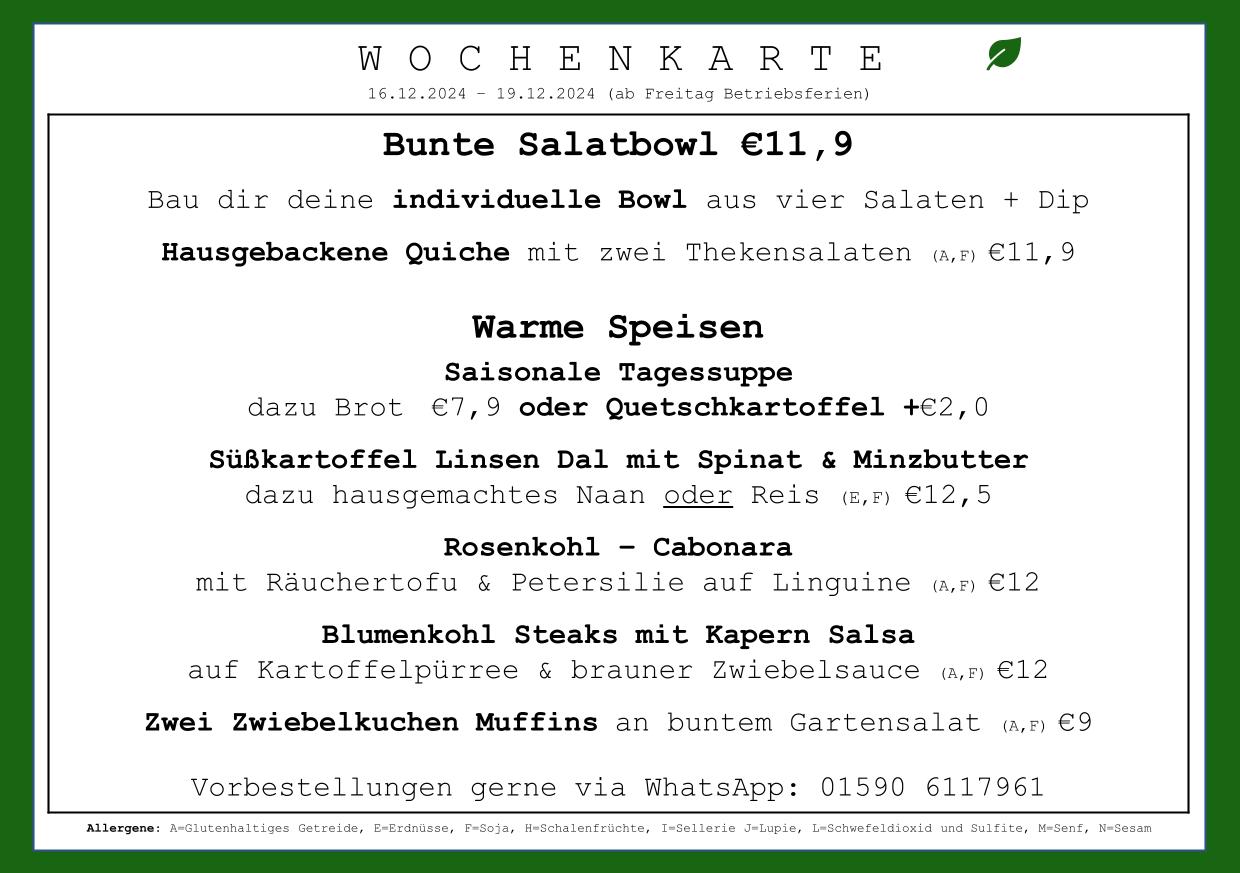 WOCHENKARTE
16.12.2024 – 19.12.2024 (ab Freitag Betriebsferien)
Bunte Salatbowl €11,9
Bau dir deine individuelle Bowl aus vier Salaten + Dip
Hausgebackene Quiche mit zwei Thekensalaten (A,F) €11,9
Warme Speisen
Saisonale Tagessuppe
dazu Brot €7,9 oder Quetschkartoffel +€2,0
Süßkartoffel Linsen Dal mit Spinat & Minzbutter
dazu hausgemachtes Naan oder Reis (E,F) €12,5
Rosenkohl – Cabonara
mit Räuchertofu & Petersilie auf Linguine (A,F) €12
Blumenkohl Steaks mit Kapern Salsa
auf Kartoffelpürree & brauner Zwiebelsauce (A,F) €12
Zwei Zwiebelkuchen Muffins an buntem Gartensalat (A,F) €9
Vorbestellungen gerne via WhatsApp: 01590 6117961
Allergene: A=Glutenhaltiges Getreide, E=Erdnüsse, F=Soja, H=Schalenfrüchte, I=Sellerie J=Lupie, L=Schwefeldioxid und Sulfite, M=Senf, N=Sesam